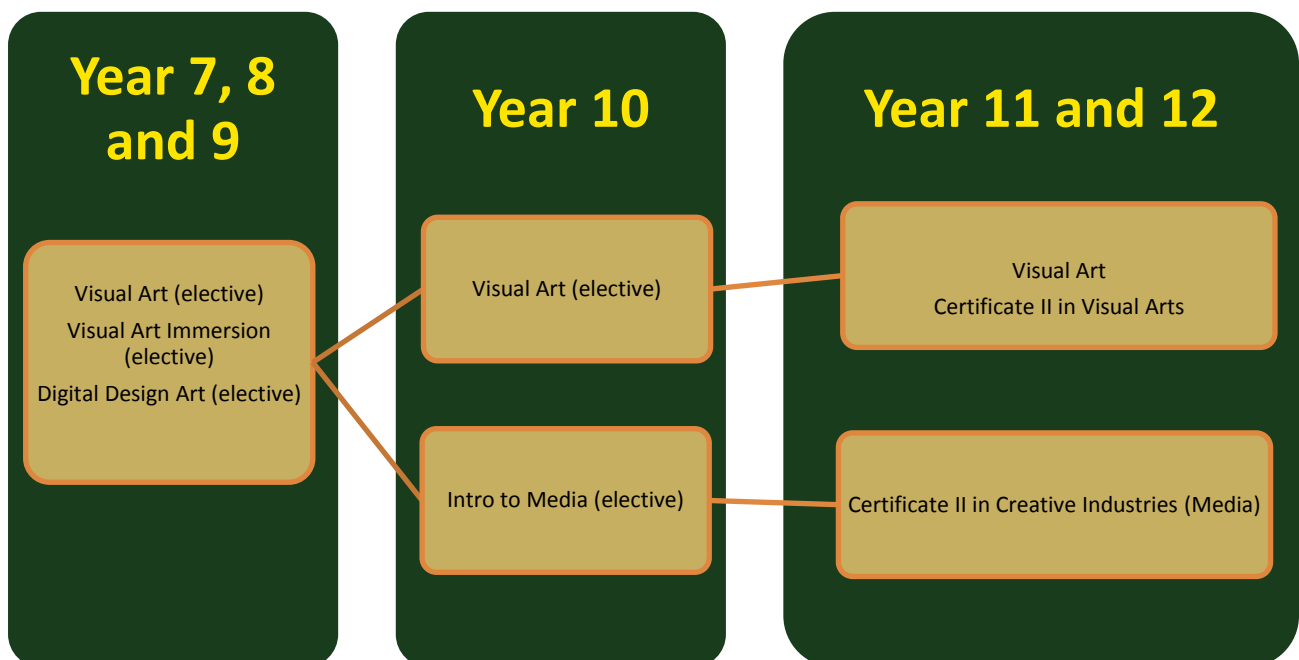 Year 7, 8
and 9
Visual Art (elective)
Visual Art Immersion
(elective)
Digital Design Art (elective)
Year 10
Visual Art (elective)
Intro to Media (elective)
Year 11 and 12
Visual Art
Certificate II in Visual Arts
Certificate II in Creative Industries (Media)